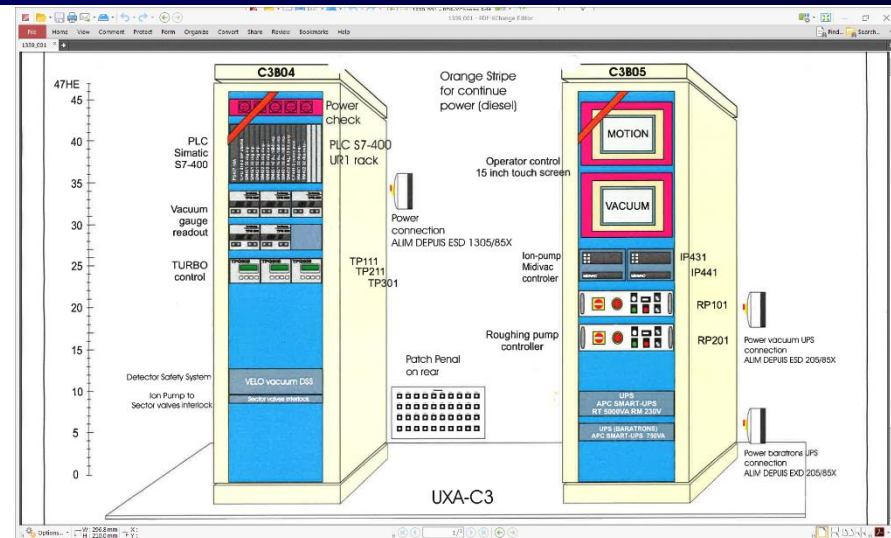 1309_001 - PDF-XChange Editor
File Home View Comment Protect Form Organize Convert Share Review Bookmarks Help
Find... Search...
1309_001
47HE
45
40
35
30
25
20
15
10
5
0
C3B04
Power
check
PLC
Simatic
S7-400
PLC S7-400
UR1 rack
Vacuum
gauge
readout
TURBO
control
TP111
TP211
TP301
Power
connection
ALIM DEPUIS ESD 1305/85X
Detector Safety System
VELO vacuum DSS
Ion Pump to
Sector valves interlock
Sector valves interlock
Patch Penal
on rear
Orange Stripe
for continue
power (diesel)
C3B05
MOTION
Operator control
15 inch touch screen
VACUUM
Ion-pump
Midivac
controler
IP431
IP441
RP101
Roughing pump
controller
RP201
UPS
APC SMART-UPS
RT 5000VA RM 230V
UPS (BARATRONS)
APC SMART-UPS 750VA
Power vacuum UPS
connection
ALIM DEPUIS ESD 205/85X
Power baratrons UPS
connection
ALIM DEPUIS EXD 205/85X
UXA-C3
Options...
W: 296.8 mm
H: 210.0 mm
X:
Y:
1/1